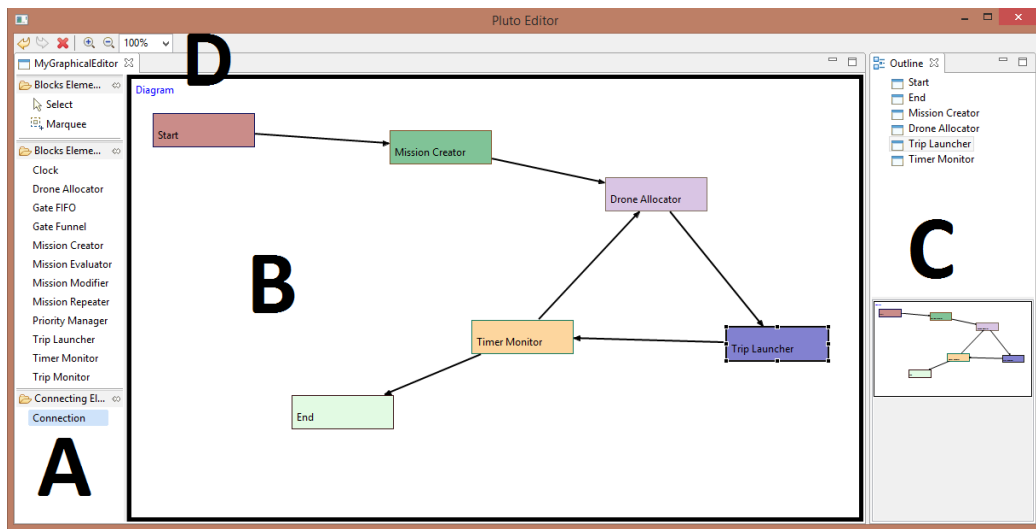 Pluto Editor
100%
D
MyGraphicalEditor
Blocks Eleme...
Select
Marquee
Blocks Eleme...
Clock
Drone Allocator
Gate FIFO
Gate Funnel
Mission Creator
Mission Evaluator
Mission Modifier
Mission Repeater
Priority Manager
Trip Launcher
Timer Monitor
Trip Monitor
Connecting El...
Connection
A
Diagram
Start
Mission Creator
Drone Allocator
B
Timer Monitor
Trip Launcher
End
Outline
Start
End
Mission Creator
Drone Allocator
Trip Launcher
Timer Monitor
C